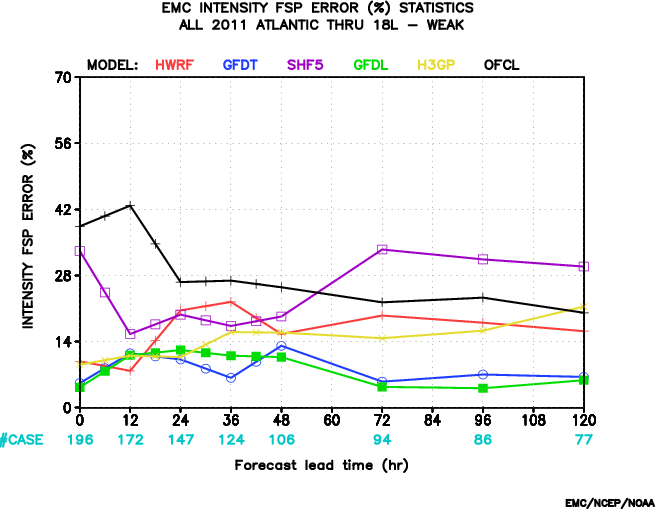 EMC INTENSITY FSP ERROR (%) STATISTICS
ALL 2011 ATLANTIC THRU 18L – WEAK
MODEL: HWRF GFDT SHF5 GFDL H3GP OFCL
70
56
42
28
14
0
INTENSITY FSP ERROR (%)
0 12 24 36 48 60 72 84 96 108 120
#CASE 196 172 147 124 106 94 86 77
Forecast lead time (hr)
EMC/NCEP/NOAA